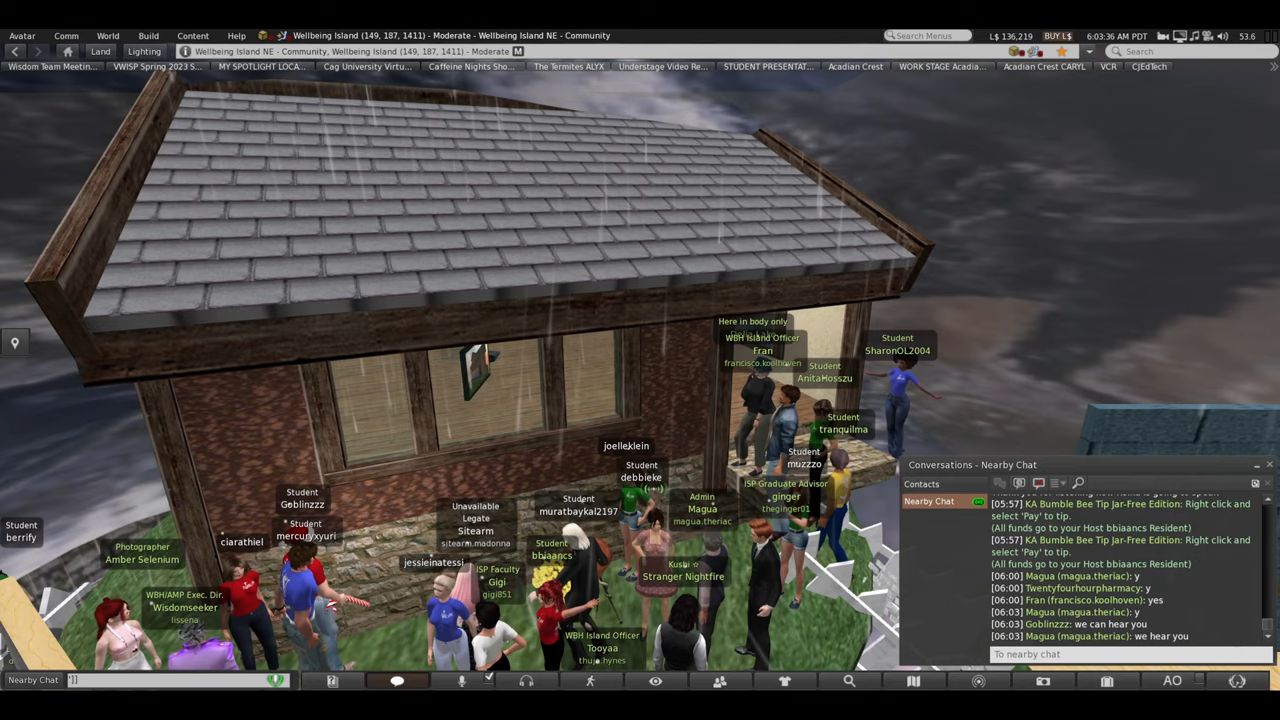 Avatar Comm World Build Content Help Wellbeing Island NE (149, 187, 1411) - Moderate - Wellbeing Island NE - Community Search Menus L$ 136,219 BUY L$ 6:03:36 AM PDT 53.6
Land Lighting Wellbeing Island NE - Community, Wellbeing Island NE (149, 187, 1411) - Moderate M Search
Wisdom Team Meetin... VWISP Spring 2023 S... MY SPOTLIGHT LOCA... Cag University Virtu... Caffeine Nights Sho... The Termites ALYX Understage Video Re... STUDENT PRESENTAT... Acadian Crest WORK STAGE Acadia... Acadian Crest CARYL VCR CJEdTech
Here in body only
WBH Island Officer
Fran
francisco.koolhoven
Student
SharonOL2004
Student
AnitaHosszu
Student
tranquilma
joelleklein
Student
muzzzo
Student
debbieke
ISP Graduate Advisor
ginger
theginger01
Student
Goblinzzz
Student
muratbaykal2197
Admin
Magua
magua.theriac
Unavailable
Legate
Sitearm
sitearm.madonna
Student
berrify
Student
mercuryxyuri
ciarathiel
Photographer
Amber Selenium
Student
bbiaancs
jessieinatessi
Kushi ☆
Stranger Nightfire
ISP Faculty
Gigi
gigi851
WBH/AMP Exec. Dir.
Wisdomseeker
lissena
WBH Island Officer
Tooyaa
thuja.hynes
Conversations - Nearby Chat
Contacts
Nearby Chat
[05:57] KA Bumble Bee Tip Jar-Free Edition: Right click and
select 'Pay' to tip.
(All funds go to your Host bbiaancs Resident)
[05:57] KA Bumble Bee Tip Jar-Free Edition: Right click and
select 'Pay' to tip.
(All funds go to your Host bbiaancs Resident)
[06:00] Magua (magua.theriac): y
[06:00] Twentyfourhourpharmacy: y
[06:00] Fran (francisco.koolhoven): yes
[06:03] Magua (magua.theriac): y
[06:03] Goblinzzz: we can hear you
[06:03] Magua (magua.theriac): we hear you
To nearby chat
Nearby Chat ']] AO